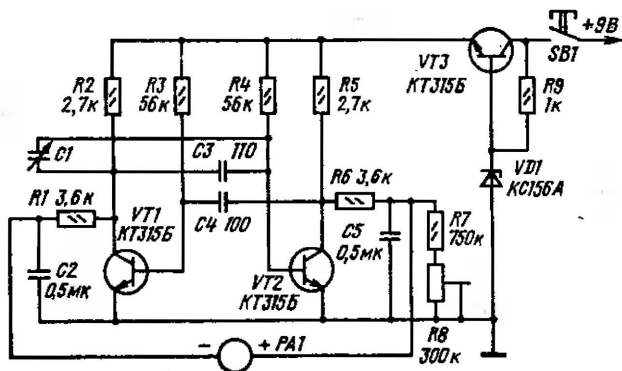 +9В
SB1
VT3
КТ315Б
R9
1к
R2
2,7к
R3
56к
R4
56к
R5
2,7к
C1
C3 110
R1 3,6к
VT1
КТ315Б
C4 100
R6 3,6к
VD1
КС156А
C2
0,5мк
VT2
КТ315Б
C5
0,5мк
R7
750к
R8
300к
- + PA1